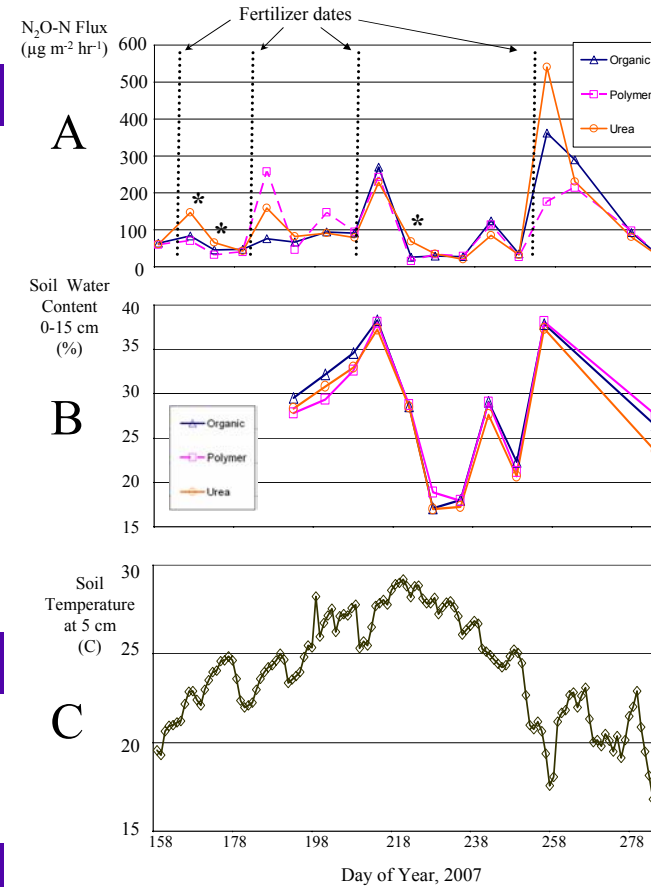 N₂O-N Flux
(µg m⁻² hr⁻¹)
Fertilizer dates
600
500
400
300
200
100
0
A
*
*
*
Organic
Polymer
Urea
Soil Water
Content
0-15 cm
(%)
40
35
30
25
20
15
B
Organic
Polymer
Urea
Soil
Temperature
at 5 cm
(C)
30
25
20
15
C
158 178 198 218 238 258 278
Day of Year, 2007